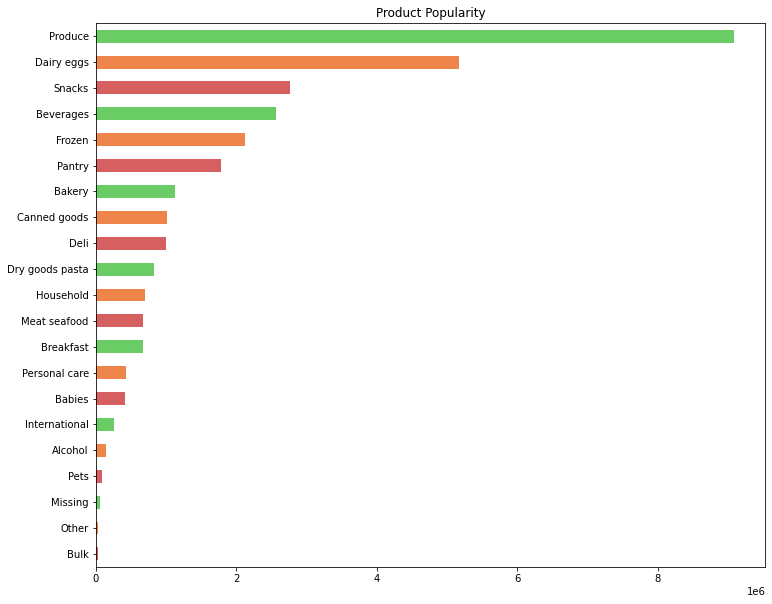 Product Popularity
Produce
Dairy eggs
Snacks
Beverages
Frozen
Pantry
Bakery
Canned goods
Deli
Dry goods pasta
Household
Meat seafood
Breakfast
Personal care
Babies
International
Alcohol
Pets
Missing
Other
Bulk
0 2 4 6 8
1e6